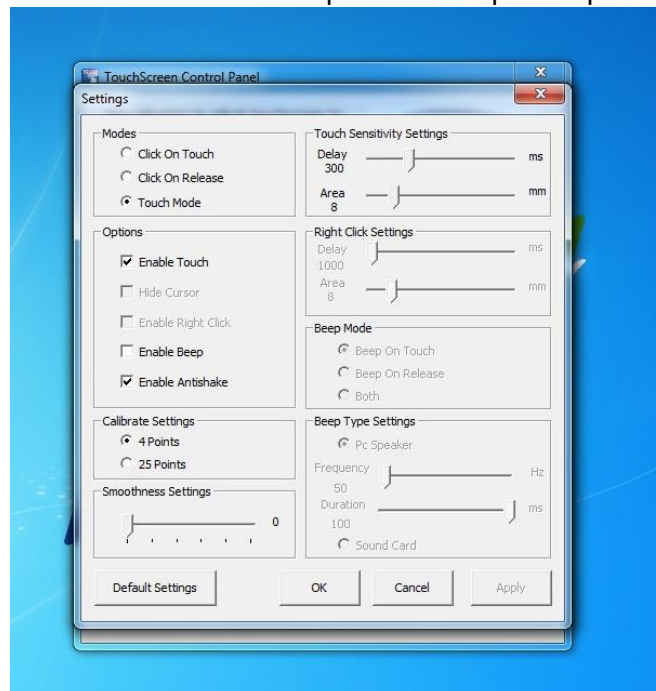 TouchScreen Control Panel
Settings
Modes
Click On Touch
Click On Release
Touch Mode
Touch Sensitivity Settings
Delay
300
ms
Area
8
mm
Options
Enable Touch
Hide Cursor
Enable Right Click
Enable Beep
Enable Antishake
Right Click Settings
Delay
1000
ms
Area
8
mm
Beep Mode
Beep On Touch
Beep On Release
Both
Calibrate Settings
4 Points
25 Points
Beep Type Settings
Pc Speaker
Frequency
50
Hz
Duration
100
ms
Sound Card
Smoothness Settings
0
Default Settings
OK
Cancel
Apply